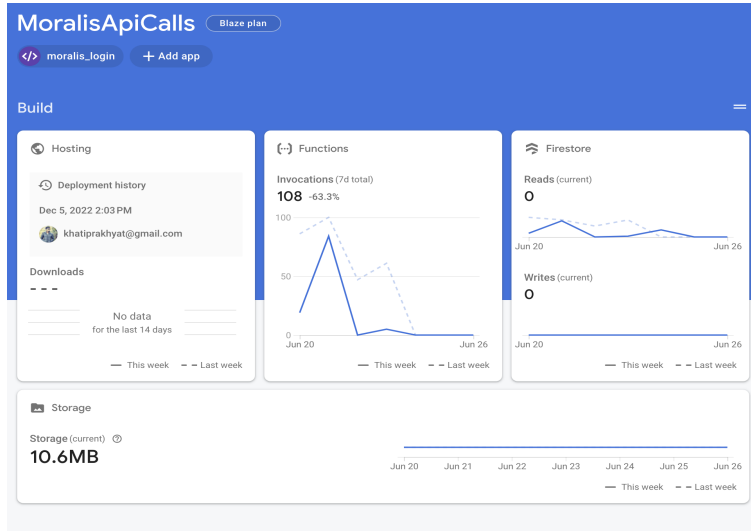 MoralisApiCalls Blaze plan
</> moralis_login + Add app
Build
Hosting
Deployment history
Dec 5, 2022 2:03 PM
khatiprakhyat@gmail.com
Downloads
- - -
No data
for the last 14 days
This week Last week
Functions
Invocations (7d total)
108 -63.3%
100
50
0
Jun 20 Jun 26
This week Last week
Firestore
Reads (current)
0
Jun 20 Jun 26
Writes (current)
0
Jun 20 Jun 26
This week Last week
Storage
Storage (current)
10.6MB
Jun 20 Jun 21 Jun 22 Jun 23 Jun 24 Jun 25 Jun 26
This week Last week